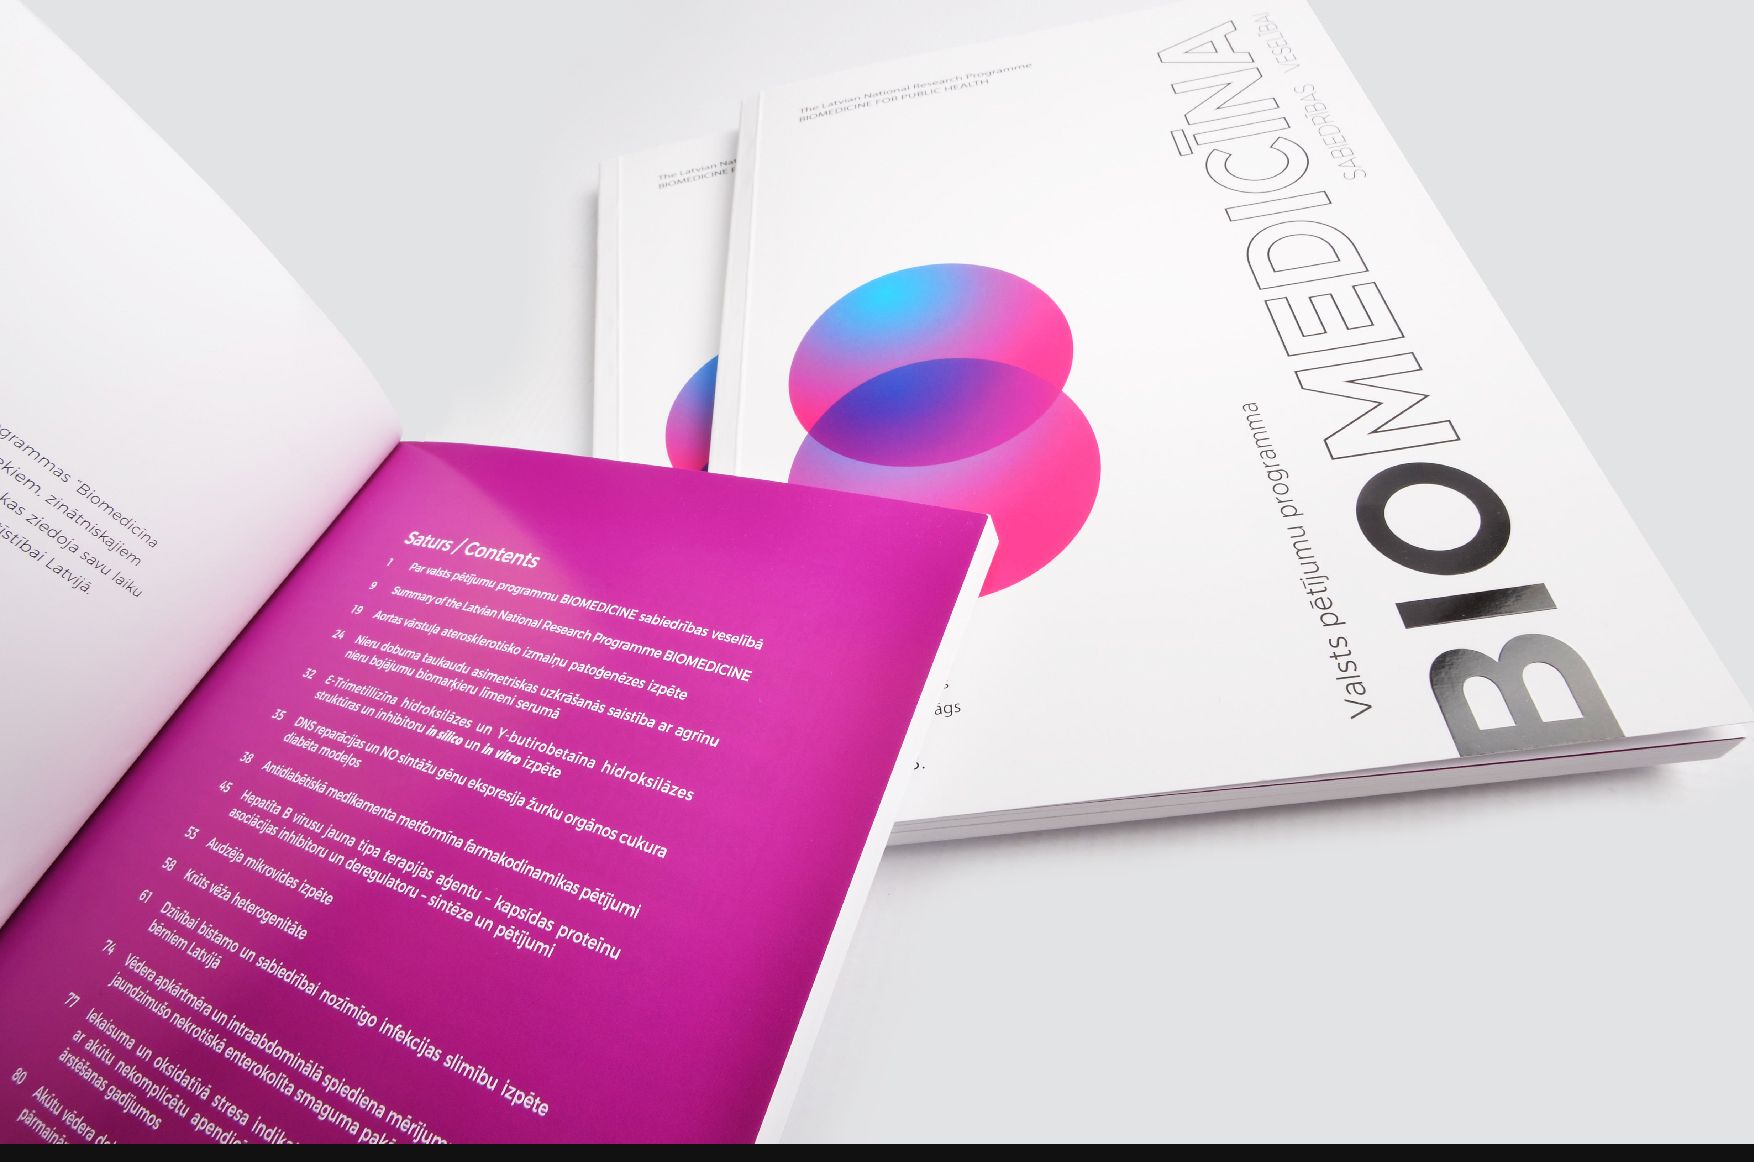 The Latvian National Research Programme
BIOMEDICINE FOR PUBLIC HEALTH
Valsts pētījumu programma
BIOMEDICĪNA
SABIEDRĪBAS VESELĪBAI
The Latvian
BIOMEDICINE
"Biomedicina
zinātniskajiem
kas ziedoja savu laiku
Latvijā.
Saturs / Contents
1 Par valsts pētījumu programmu BIOMEDICINE sabiedrības veselībā
9 Summary of the Latvian National Research Programme BIOMEDICINE
19 Aortas vārstuļa aterosklerotisko izmaiņu patoģenēzes izpēte
24 Nieru dobuma taukaudu asimetriskas uzkrāšanās saistība ar agrīnu
nieru bojājumu biomarķieru līmeni serumā
32 E-Trimetillizīna hidroksilāzes un Y-butirobetaīna hidroksilāzes
struktūras un inhibitoru in silico un in vitro izpēte
35 DNS reparācijas un NO sintāžu gēnu ekspresija žurku orgānos cukura
diabēta modeļos
38 Antidiabētiskā medikamenta metformīna farmakodinamikas pētījumi
45 Hepatīta B vīrusu jauna tipa terapijas aģentu – kapsīdas proteīnu
asociācijas inhibitoru un deregulatoru – sintēze un pētījumi
53 Audzēja mikrovides izpēte
58 Krūts vēža heterogenitāte
61 Dzīvībai bīstamo un sabiedrībai nozīmīgo infekcijas slimību izpēte
bērniem Latvijā
74 Vēdera apkārtmēra un intraabdominālā spiediena
jaundzimušo nekrotiskā enterokolīta smaguma
77 Iekaisuma un oksidatīvā stresa
ar akūtu nekomplicētu
ārstēšanas gadījumos
80 Akūtu vēdera